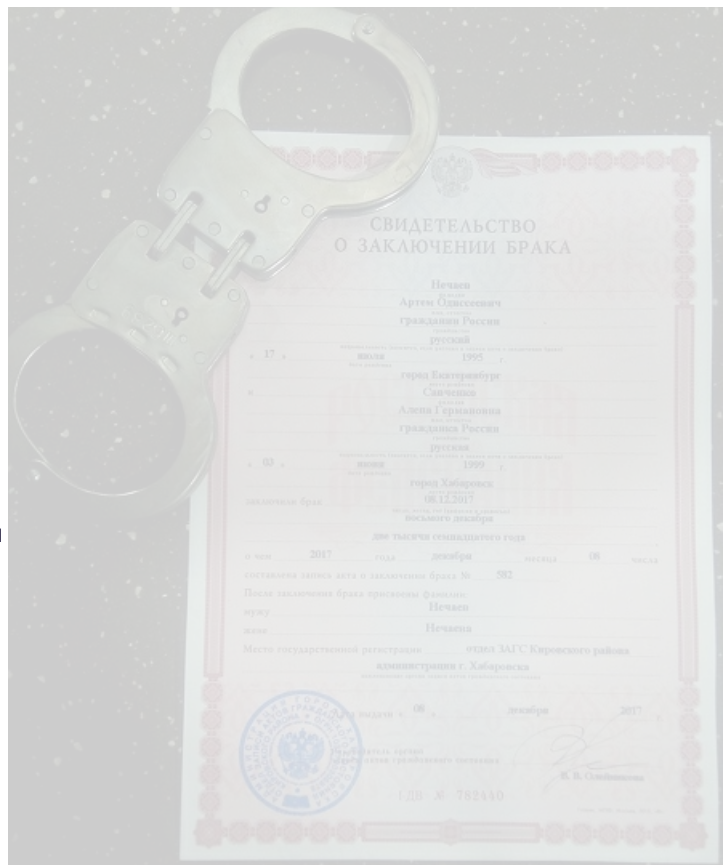 СВИДЕТЕЛЬСТВО
О ЗАКЛЮЧЕНИИ БРАКА
Нечаев
Артем Одиссеевич
гражданин России
русский
« 17 » июля 1995 г.
город Екатеринбург
и Савченко
Алена Германовна
гражданка России
русская
« 03 » июня 1999 г.
город Хабаровск
заключили брак 08.12.2017
восьмого декабря
две тысячи семнадцатого года
о чем 2017 года декабря месяца 08 числа
составлена запись акта о заключении брака № 582
После заключения брака присвоены фамилии:
мужу Нечаев
жене Нечаева
Место государственной регистрации отдел ЗАГС Кировского района
администрации г. Хабаровска
Дата выдачи « 08 » декабря 2017 г.
I-ДВ № 782440